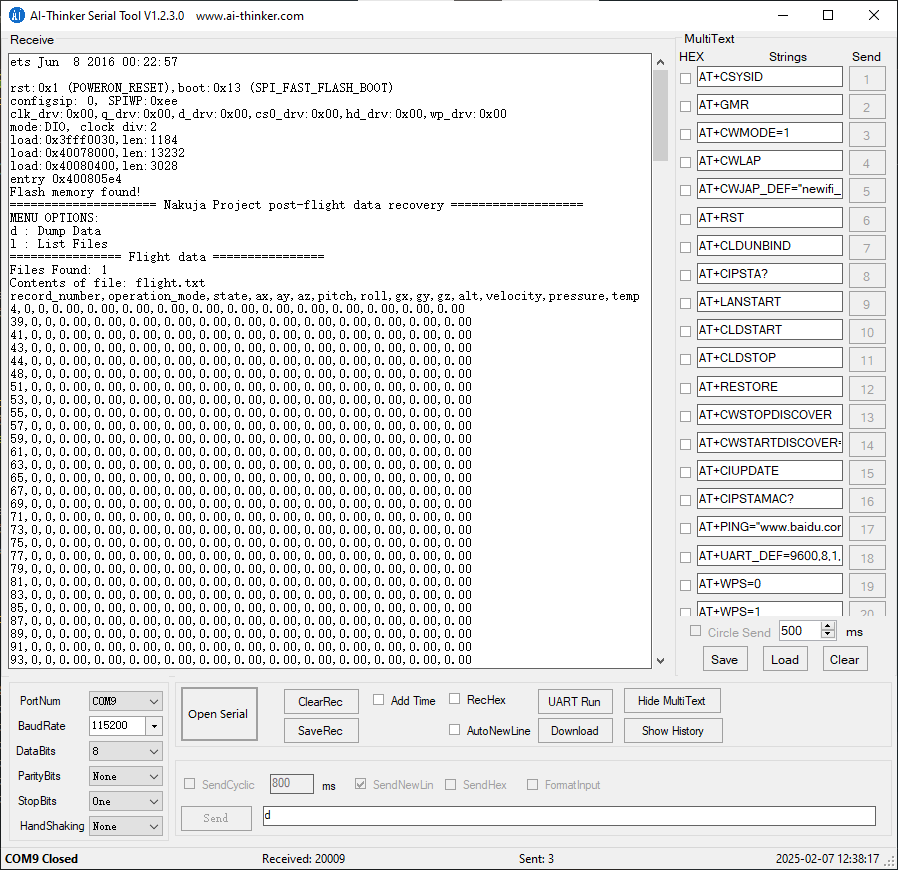 AI-Thinker Serial Tool V1.2.3.0 www.ai-thinker.com
Receive
ets Jun 8 2016 00:22:57
rst:0x1 (POWERON_RESET),boot:0x13 (SPI_FAST_FLASH_BOOT)
configsip: 0, SPIWP:0xee
clk_drv:0x00,q_drv:0x00,d_drv:0x00,cs0_drv:0x00,hd_drv:0x00,wp_drv:0x00
mode:DIO, clock div:2
load:0x3fff0030,len:1184
load:0x40078000,len:13232
load:0x40080400,len:3028
entry 0x400805e4
Flash memory found!
==================== Nakuja Project post-flight data recovery ==================
MENU OPTIONS:
d : Dump Data
l : List Files
================ Flight data ================
Files Found: 1
Contents of file: flight.txt
record_number,operation_mode,state,ax,ay,az,pitch,roll,gx,gy,gz,alt,velocity,pressure,temp
4,0,0,0.00,0.00,0.00,0.00,0.00,0.00,0.00,0.00,0.00,0.00,0.00,0.00
39,0,0,0.00,0.00,0.00,0.00,0.00,0.00,0.00,0.00,0.00,0.00,0.00,0.00
41,0,0,0.00,0.00,0.00,0.00,0.00,0.00,0.00,0.00,0.00,0.00,0.00,0.00
43,0,0,0.00,0.00,0.00,0.00,0.00,0.00,0.00,0.00,0.00,0.00,0.00,0.00
44,0,0,0.00,0.00,0.00,0.00,0.00,0.00,0.00,0.00,0.00,0.00,0.00,0.00
48,0,0,0.00,0.00,0.00,0.00,0.00,0.00,0.00,0.00,0.00,0.00,0.00,0.00
51,0,0,0.00,0.00,0.00,0.00,0.00,0.00,0.00,0.00,0.00,0.00,0.00,0.00
53,0,0,0.00,0.00,0.00,0.00,0.00,0.00,0.00,0.00,0.00,0.00,0.00,0.00
55,0,0,0.00,0.00,0.00,0.00,0.00,0.00,0.00,0.00,0.00,0.00,0.00,0.00
57,0,0,0.00,0.00,0.00,0.00,0.00,0.00,0.00,0.00,0.00,0.00,0.00,0.00
59,0,0,0.00,0.00,0.00,0.00,0.00,0.00,0.00,0.00,0.00,0.00,0.00,0.00
61,0,0,0.00,0.00,0.00,0.00,0.00,0.00,0.00,0.00,0.00,0.00,0.00,0.00
63,0,0,0.00,0.00,0.00,0.00,0.00,0.00,0.00,0.00,0.00,0.00,0.00,0.00
65,0,0,0.00,0.00,0.00,0.00,0.00,0.00,0.00,0.00,0.00,0.00,0.00,0.00
67,0,0,0.00,0.00,0.00,0.00,0.00,0.00,0.00,0.00,0.00,0.00,0.00,0.00
69,0,0,0.00,0.00,0.00,0.00,0.00,0.00,0.00,0.00,0.00,0.00,0.00,0.00
71,0,0,0.00,0.00,0.00,0.00,0.00,0.00,0.00,0.00,0.00,0.00,0.00,0.00
73,0,0,0.00,0.00,0.00,0.00,0.00,0.00,0.00,0.00,0.00,0.00,0.00,0.00
75,0,0,0.00,0.00,0.00,0.00,0.00,0.00,0.00,0.00,0.00,0.00,0.00,0.00
77,0,0,0.00,0.00,0.00,0.00,0.00,0.00,0.00,0.00,0.00,0.00,0.00,0.00
79,0,0,0.00,0.00,0.00,0.00,0.00,0.00,0.00,0.00,0.00,0.00,0.00,0.00
81,0,0,0.00,0.00,0.00,0.00,0.00,0.00,0.00,0.00,0.00,0.00,0.00,0.00
83,0,0,0.00,0.00,0.00,0.00,0.00,0.00,0.00,0.00,0.00,0.00,0.00,0.00
85,0,0,0.00,0.00,0.00,0.00,0.00,0.00,0.00,0.00,0.00,0.00,0.00,0.00
87,0,0,0.00,0.00,0.00,0.00,0.00,0.00,0.00,0.00,0.00,0.00,0.00,0.00
89,0,0,0.00,0.00,0.00,0.00,0.00,0.00,0.00,0.00,0.00,0.00,0.00,0.00
91,0,0,0.00,0.00,0.00,0.00,0.00,0.00,0.00,0.00,0.00,0.00,0.00,0.00
93,0,0,0.00,0.00,0.00,0.00,0.00,0.00,0.00,0.00,0.00,0.00,0.00,0.00
MultiText
HEX Strings Send
AT+CSYSID 1
AT+GMR 2
AT+CWMODE=1 3
AT+CWLAP 4
AT+CWJAP_DEF="newifi_ 5
AT+RST 6
AT+CLDUNBIND 7
AT+CIPSTA? 8
AT+LANSTART 9
AT+CLDSTART 10
AT+CLDSTOP 11
AT+RESTORE 12
AT+CWSTOPDISCOVER 13
AT+CWSTARTDISCOVER= 14
AT+CIUPDATE 15
AT+CIPSTAMAC? 16
AT+PING="www.baidu.con 17
AT+UART_DEF=9600,8,1, 18
AT+WPS=0 19
AT+WPS=1 20
Circle Send 500 ms
Save Load Clear
PortNum COM9
BaudRate 115200
DataBits 8
ParityBits None
StopBits One
HandShaking None
Open Serial
ClearRec Add Time RecHex UART Run Hide MultiText
SaveRec AutoNewLine Download Show History
SendCyclic 800 ms SendNewLin SendHex FormatInput
Send d
COM9 Closed Received: 20009 Sent: 3 2025-02-07 12:38:17